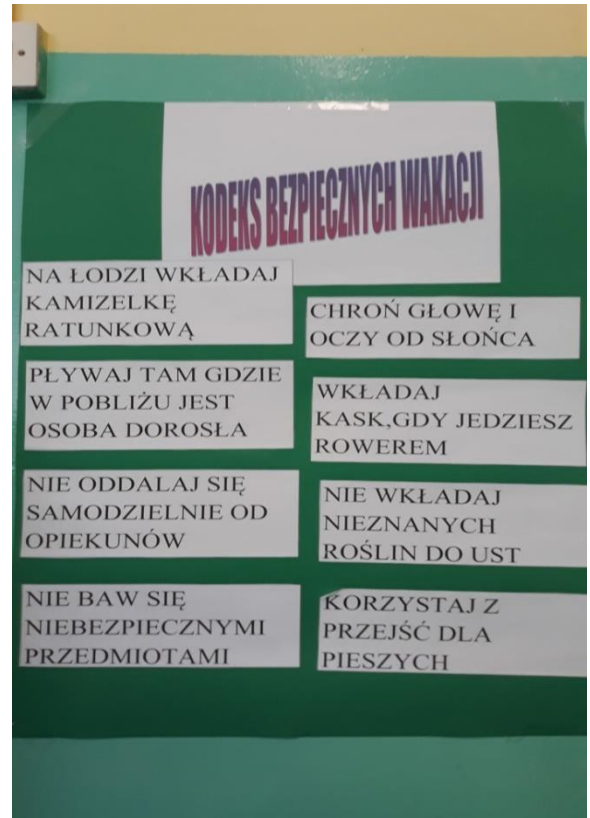 KODEKS BEZPIECZNYCH WAKACJI
NA ŁODZI WKŁADAJ
KAMIZELKĘ
RATUNKOWĄ
PŁYWAJ TAM GDZIE
W POBLIŻU JEST
OSOBA DOROSŁA
NIE ODDALAJ SIĘ
SAMODZIELNIE OD
OPIEKUNÓW
NIE BAW SIĘ
NIEBEZPIECZNYMI
PRZEDMIOTAMI
CHROŃ GŁOWĘ I
OCZY OD SŁOŃCA
WKŁADAJ
KASK,GDY JEDZIESZ
ROWEREM
NIE WKŁADAJ
NIEZNANYCH
ROŚLIN DO UST
KORZYSTAJ Z
PRZEJŚĆ DLA
PIESZYCH